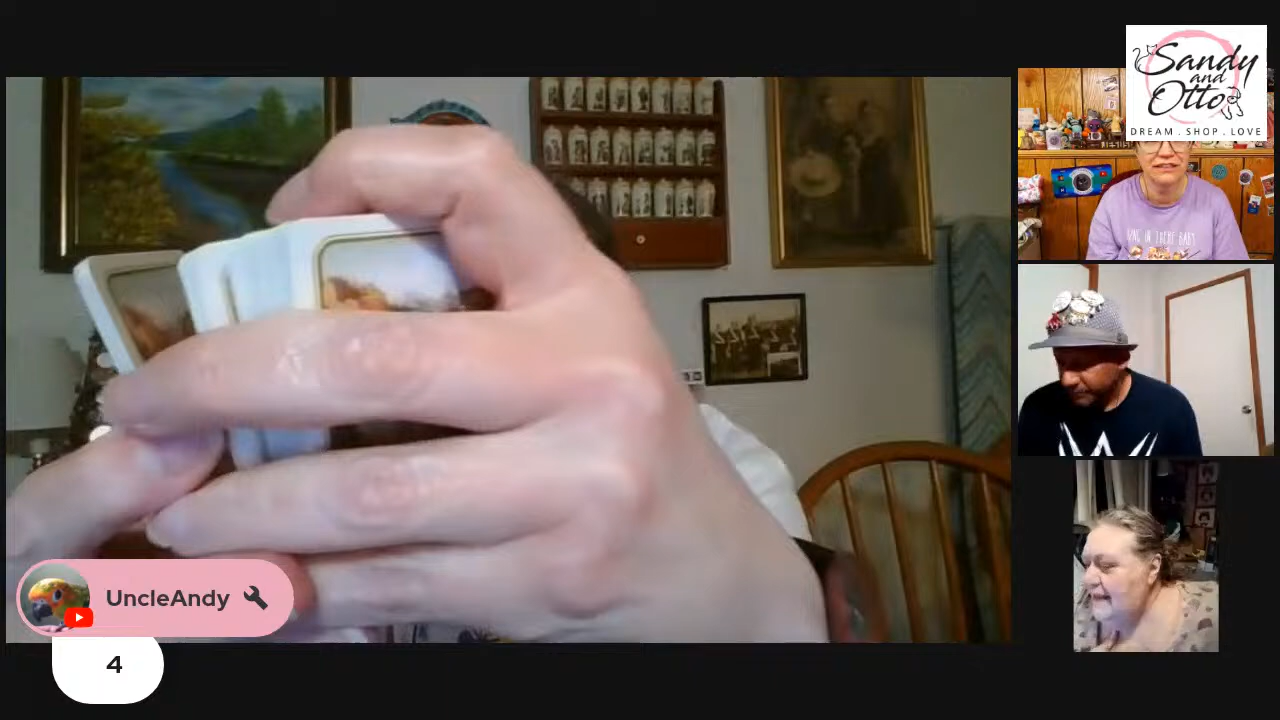 Sandy
and
Otto
DREAM . SHOP . LOVE
UncleAndy
4